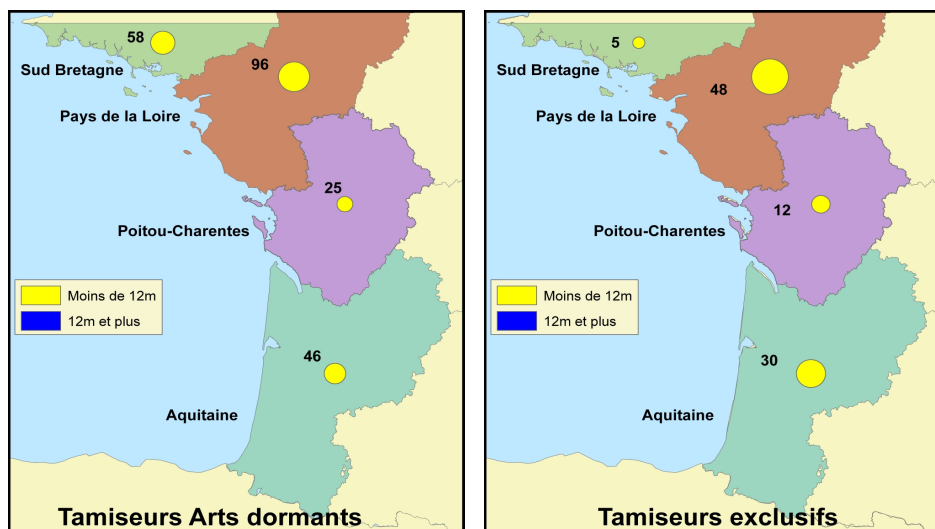 58
96
Sud Bretagne
Pays de la Loire
25
Poitou-Charentes
Moins de 12m
12m et plus
46
Aquitaine
Tamiseurs Arts dormants
5
Sud Bretagne
48
Pays de la Loire
12
Poitou-Charentes
Moins de 12m
12m et plus
30
Aquitaine
Tamiseurs exclusifs